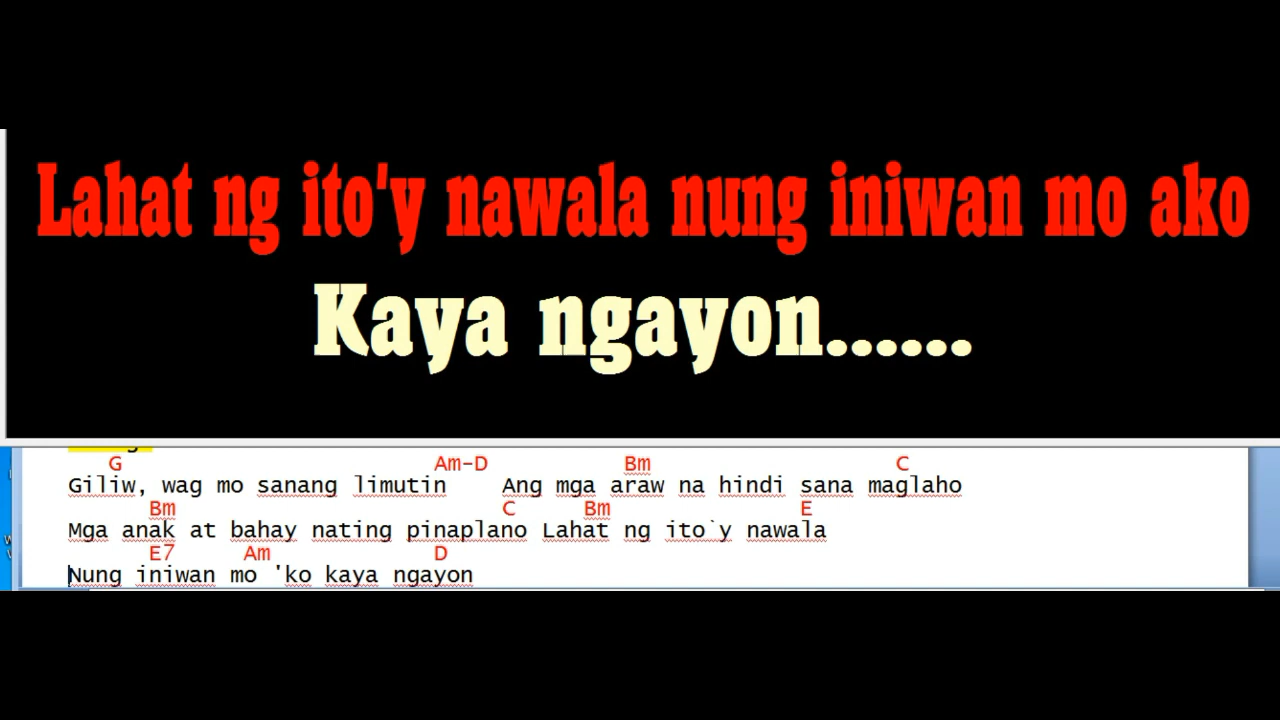 Lahat ng ito'y nawala nung iniwan mo ako
Kaya ngayon......
G Am-D Bm C
Giliw, wag mo sanang limutin Ang mga araw na hindi sana maglaho
Bm C Bm E
Mga anak at bahay nating pinaplano Lahat ng ito`y nawala
E7 Am D
Nung iniwan mo 'ko kaya ngayon